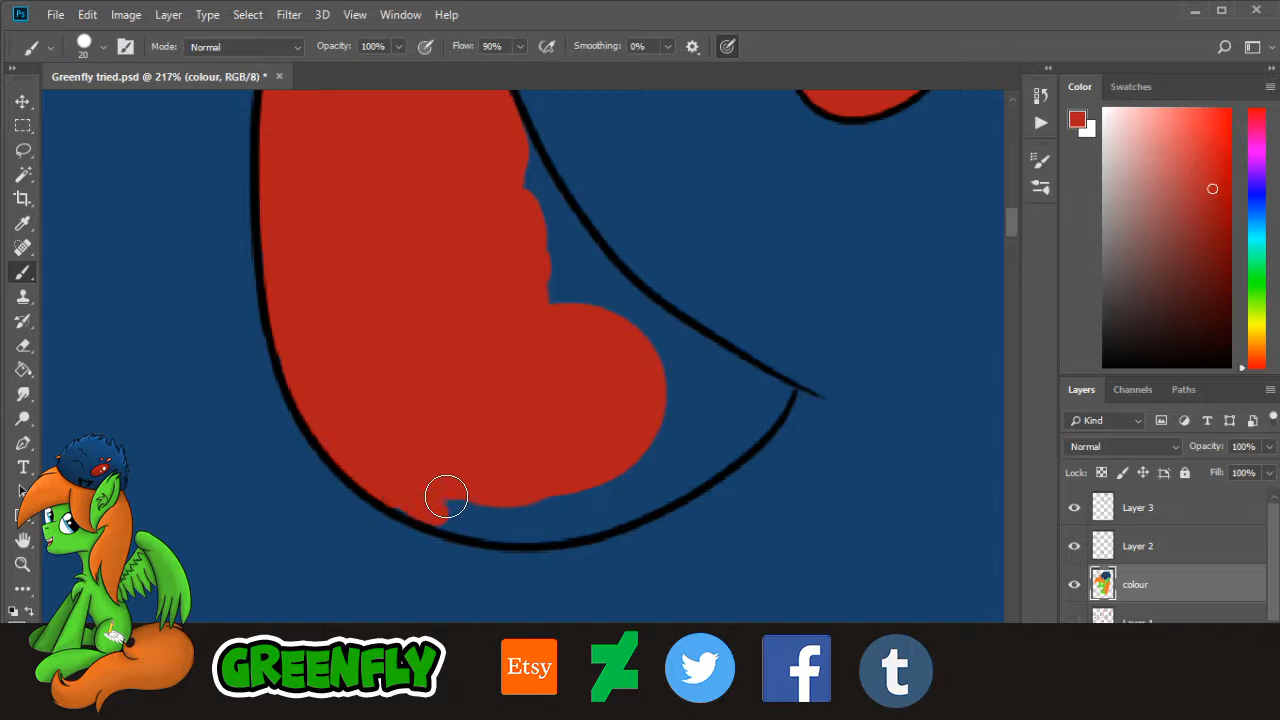 Ps File Edit Image Layer Type Select Filter 3D View Window Help
20 Mode: Normal Opacity: 100% Flow: 90% Smoothing: 0%
Greenfly tried.psd @ 217% (colour, RGB/8) *
Color Swatches
Layers Channels Paths
Kind
Normal Opacity: 100%
Lock: Fill: 100%
Layer 3
Layer 2
colour
GREENFLY Etsy f t